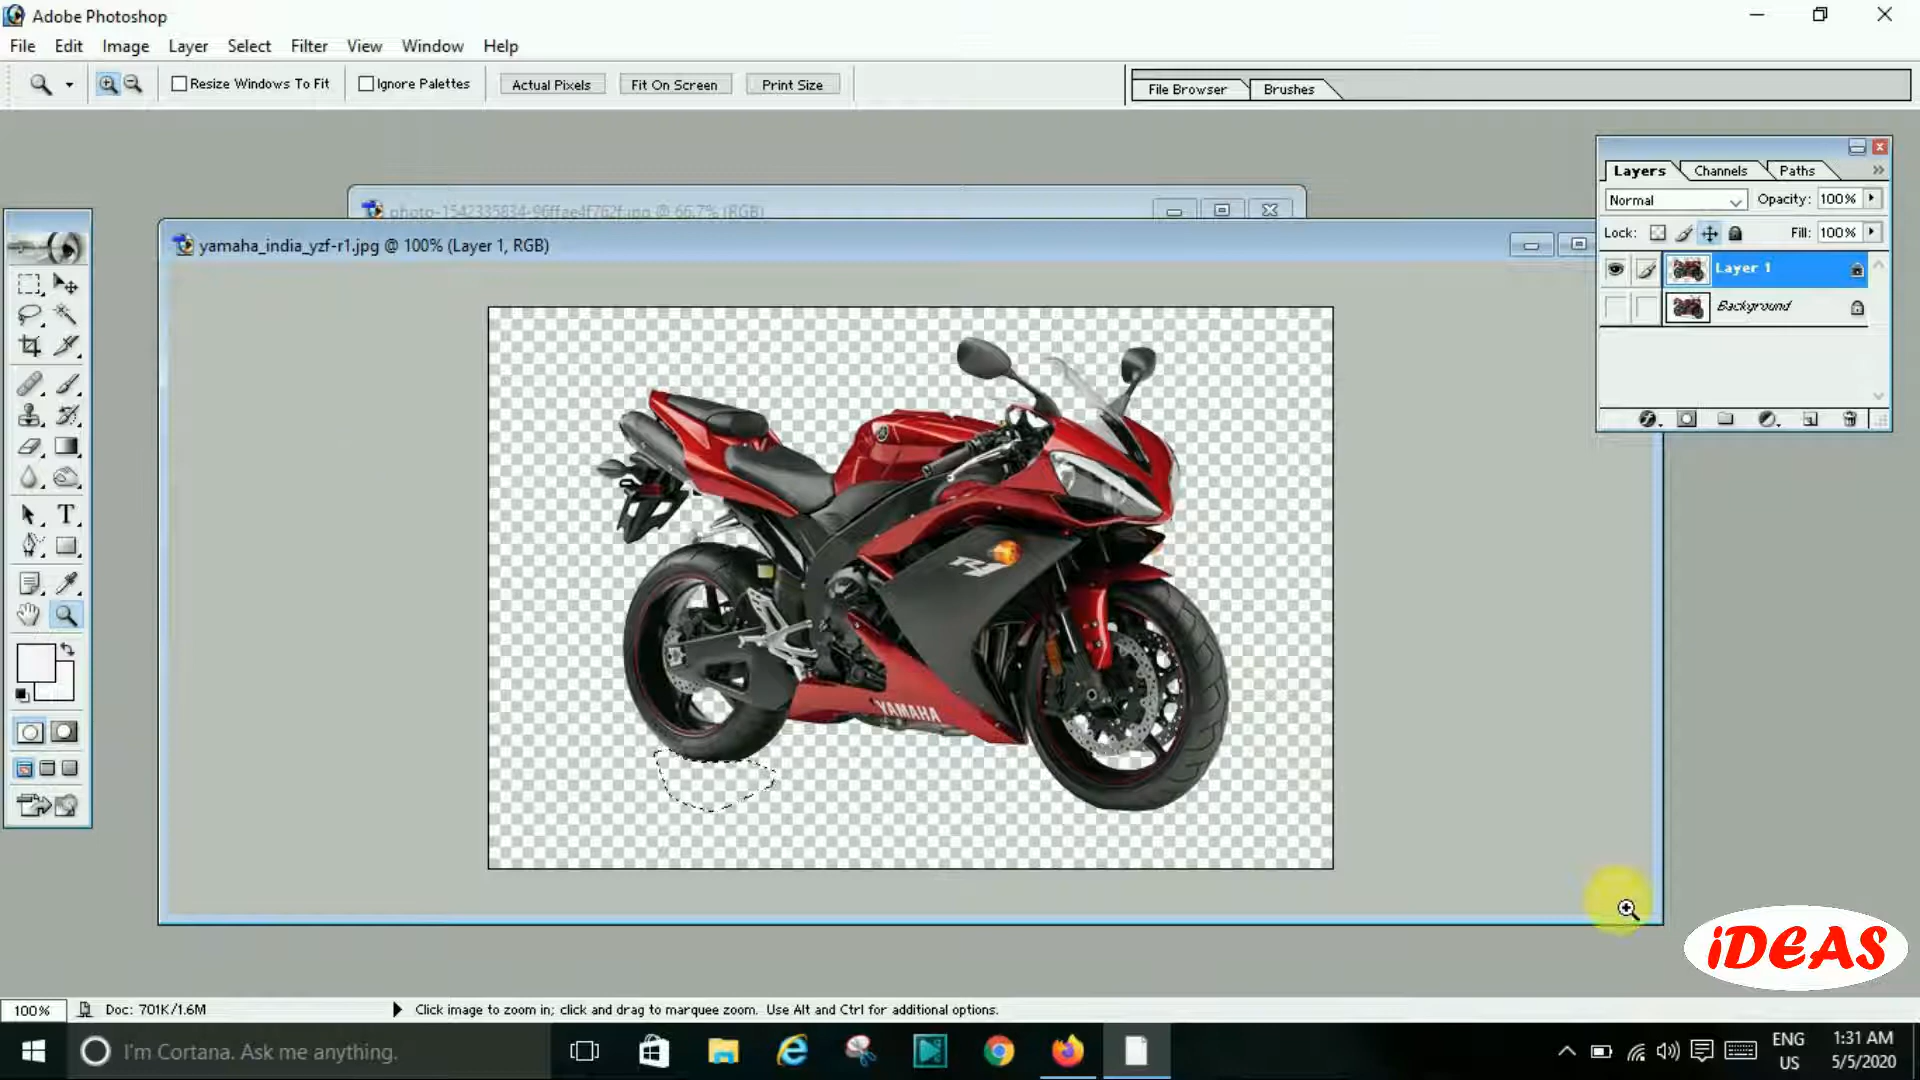 Adobe Photoshop
File Edit Image Layer Select Filter View Window Help
Resize Windows To Fit Ignore Palettes Actual Pixels Fit On Screen Print Size File Browser Brushes
Layers Channels Paths
Normal Opacity: 100%
Lock: Fill: 100%
Layer 1
Background
photo-1542335834-96ffae4f762f.jpg @ 66.7% (RGB)
yamaha_india_yzf-r1.jpg @ 100% (Layer 1, RGB)
R1
YAMAHA
T
iDEAS
100% Doc: 701K/1.6M Click image to zoom in; click and drag to marquee zoom. Use Alt and Ctrl for additional options.
I'm Cortana. Ask me anything.
ENG
US
1:31 AM
5/5/2020